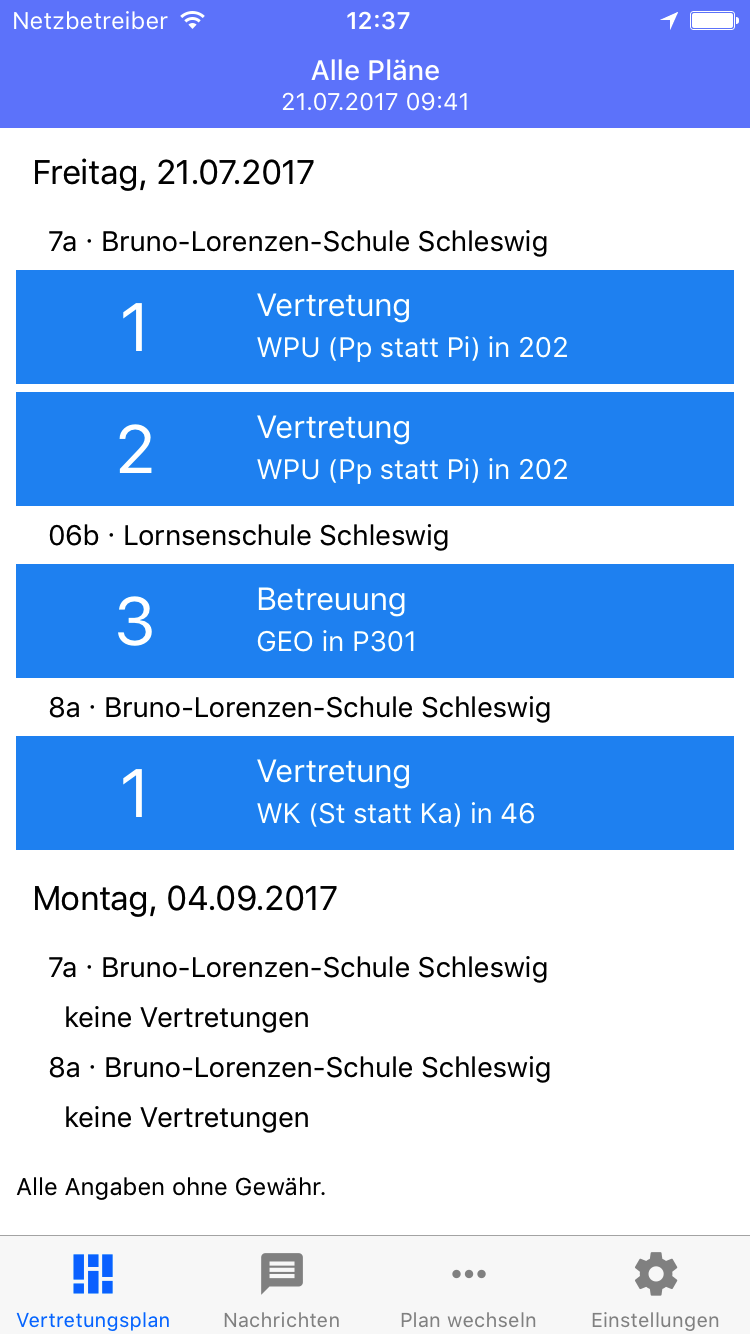 Netzbetreiber 12:37
Alle Pläne
21.07.2017 09:41
Freitag, 21.07.2017
7a · Bruno-Lorenzen-Schule Schleswig
1 Vertretung
WPU (Pp statt Pi) in 202
2 Vertretung
WPU (Pp statt Pi) in 202
06b · Lornsenschule Schleswig
3 Betreuung
GEO in P301
8a · Bruno-Lorenzen-Schule Schleswig
1 Vertretung
WK (St statt Ka) in 46
Montag, 04.09.2017
7a · Bruno-Lorenzen-Schule Schleswig
keine Vertretungen
8a · Bruno-Lorenzen-Schule Schleswig
keine Vertretungen
Alle Angaben ohne Gewähr.
Vertretungsplan Nachrichten Plan wechseln Einstellungen